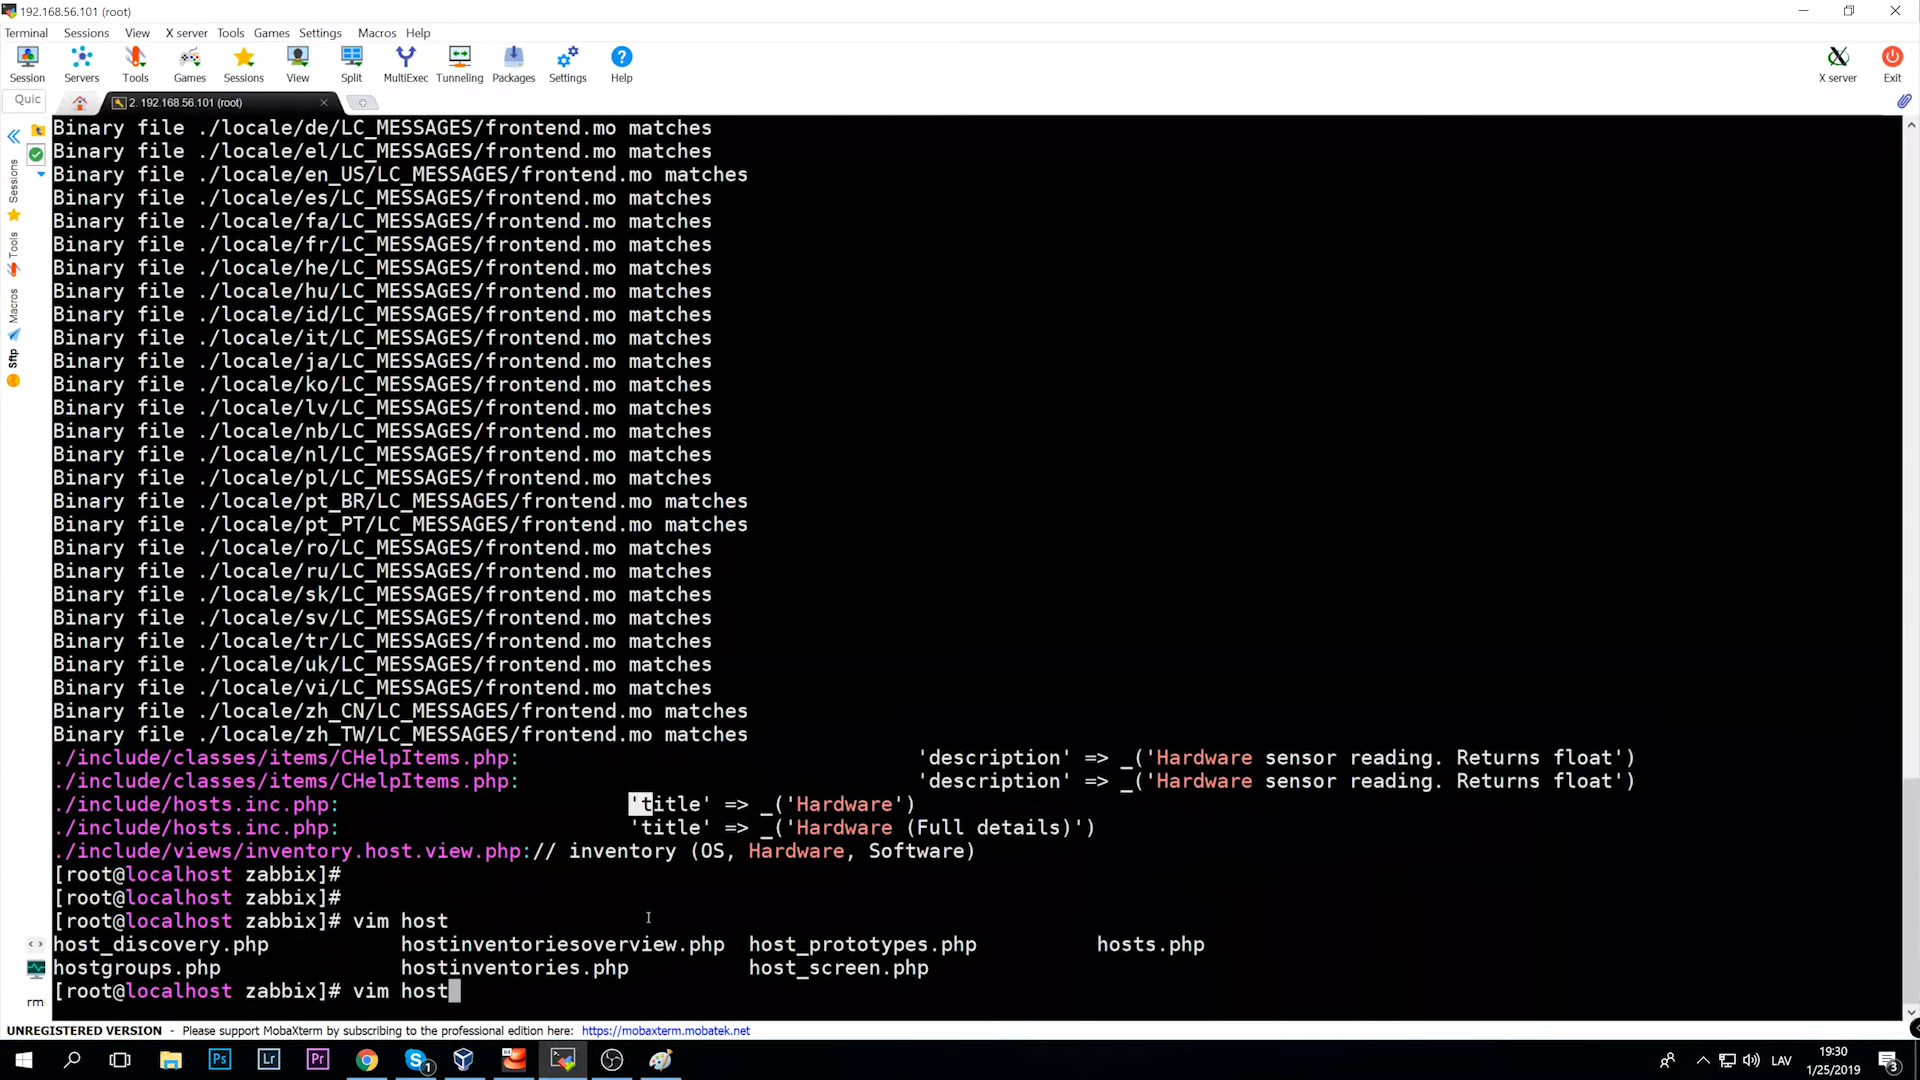 192.168.56.101 (root)
Terminal Sessions View X server Tools Games Settings Macros Help
Session Servers Tools Games Sessions View Split MultiExec Tunneling Packages Settings Help X server Exit
Quic 2. 192.168.56.101 (root)
Binary file ./locale/de/LC_MESSAGES/frontend.mo matches
Binary file ./locale/el/LC_MESSAGES/frontend.mo matches
Binary file ./locale/en_US/LC_MESSAGES/frontend.mo matches
Binary file ./locale/es/LC_MESSAGES/frontend.mo matches
Binary file ./locale/fa/LC_MESSAGES/frontend.mo matches
Binary file ./locale/fr/LC_MESSAGES/frontend.mo matches
Binary file ./locale/he/LC_MESSAGES/frontend.mo matches
Binary file ./locale/hu/LC_MESSAGES/frontend.mo matches
Binary file ./locale/id/LC_MESSAGES/frontend.mo matches
Binary file ./locale/it/LC_MESSAGES/frontend.mo matches
Binary file ./locale/ja/LC_MESSAGES/frontend.mo matches
Binary file ./locale/ko/LC_MESSAGES/frontend.mo matches
Binary file ./locale/lv/LC_MESSAGES/frontend.mo matches
Binary file ./locale/nb/LC_MESSAGES/frontend.mo matches
Binary file ./locale/nl/LC_MESSAGES/frontend.mo matches
Binary file ./locale/pl/LC_MESSAGES/frontend.mo matches
Binary file ./locale/pt_BR/LC_MESSAGES/frontend.mo matches
Binary file ./locale/pt_PT/LC_MESSAGES/frontend.mo matches
Binary file ./locale/ro/LC_MESSAGES/frontend.mo matches
Binary file ./locale/ru/LC_MESSAGES/frontend.mo matches
Binary file ./locale/sk/LC_MESSAGES/frontend.mo matches
Binary file ./locale/sv/LC_MESSAGES/frontend.mo matches
Binary file ./locale/tr/LC_MESSAGES/frontend.mo matches
Binary file ./locale/uk/LC_MESSAGES/frontend.mo matches
Binary file ./locale/vi/LC_MESSAGES/frontend.mo matches
Binary file ./locale/zh_CN/LC_MESSAGES/frontend.mo matches
Binary file ./locale/zh_TW/LC_MESSAGES/frontend.mo matches
./include/classes/items/CHelpItems.php: 'description' => _('Hardware sensor reading. Returns float')
./include/classes/items/CHelpItems.php: 'description' => _('Hardware sensor reading. Returns float')
./include/hosts.inc.php: 'title' => _('Hardware')
./include/hosts.inc.php: 'title' => _('Hardware (Full details)')
./include/views/inventory.host.view.php:// inventory (OS, Hardware, Software)
[root@localhost zabbix]#
[root@localhost zabbix]#
[root@localhost zabbix]# vim host
host_discovery.php hostinventoriesoverview.php host_prototypes.php hosts.php
hostgroups.php hostinventories.php host_screen.php
[root@localhost zabbix]# vim host
Sessions
Tools
Macros
Sftp
rm
UNREGISTERED VERSION - Please support MobaXterm by subscribing to the professional edition here: https://mobaxterm.mobatek.net
Ps Lr Pr 1 64 LAV 19:30
1/25/2019 3